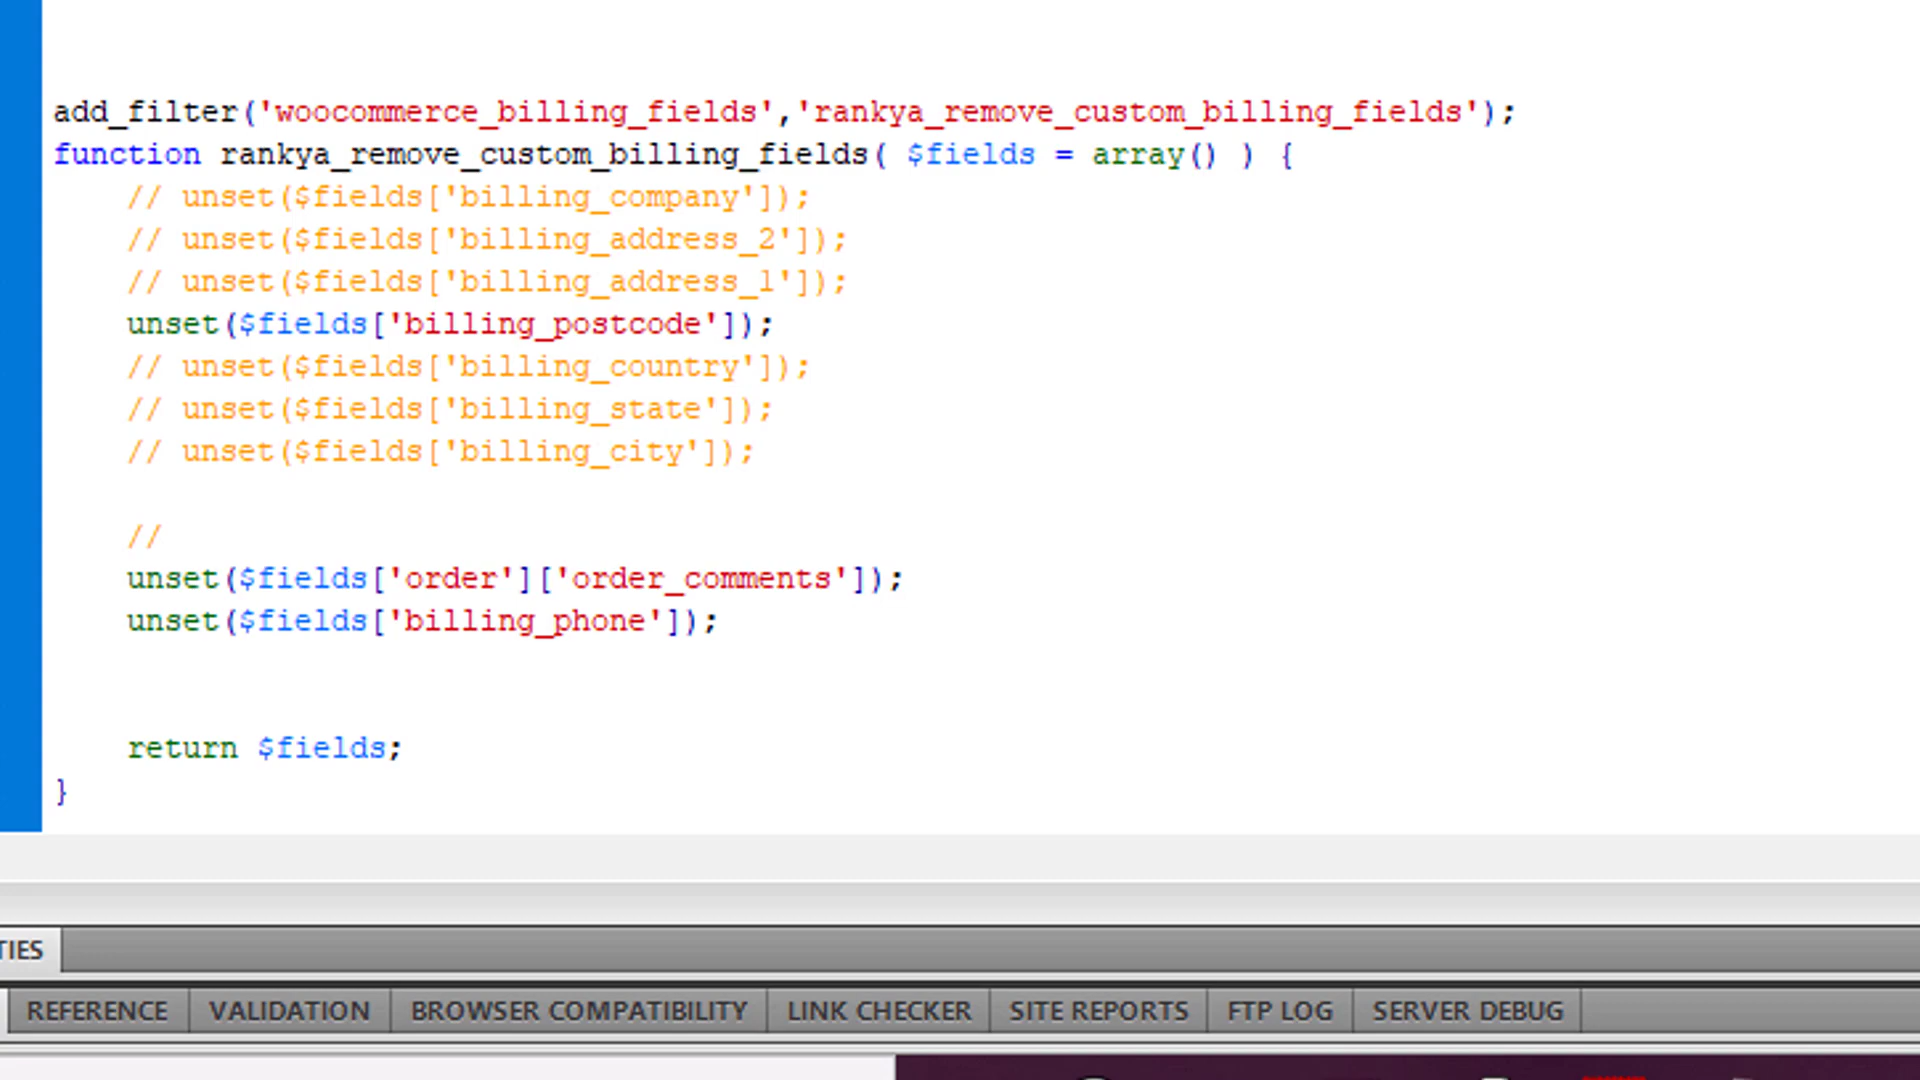 add_filter('woocommerce_billing_fields','rankya_remove_custom_billing_fields');
function rankya_remove_custom_billing_fields( $fields = array() ) {
    // unset($fields['billing_company']);
    // unset($fields['billing_address_2']);
    // unset($fields['billing_address_1']);
    unset($fields['billing_postcode']);
    // unset($fields['billing_country']);
    // unset($fields['billing_state']);
    // unset($fields['billing_city']);
    //
    unset($fields['order']['order_comments']);
    unset($fields['billing_phone']);
    return $fields;
}
TIES
REFERENCE VALIDATION BROWSER COMPATIBILITY LINK CHECKER SITE REPORTS FTP LOG SERVER DEBUG